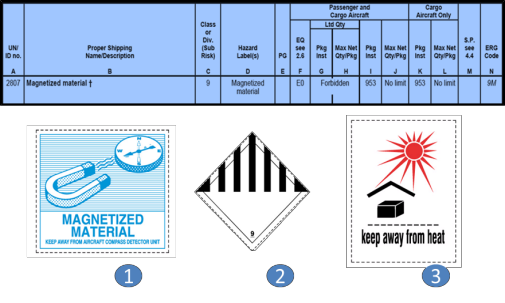 Passenger and
Cargo Aircraft
Cargo
Aircraft Only
Ltd Qty
UN/
ID no.
Proper Shipping
Name/Description
Class
or
Div.
(Sub
Risk)
Hazard
Label(s)
PG
EQ
see
2.6
Pkg
Inst
Max Net
Qty/Pkg
Pkg
Inst
Max Net
Qty/Pkg
Pkg
Inst
Max Net
Qty/Pkg
S.P.
see
4.4
ERG
Code
A B C D E F G H I J K L M N
2807 Magnetized material † 9 Magnetized material E0 Forbidden 953 No limit 953 No limit 9M
MAGNETIZED
MATERIAL
KEEP AWAY FROM AIRCRAFT COMPASS DETECTOR UNIT
9
keep away from heat
1 2 3